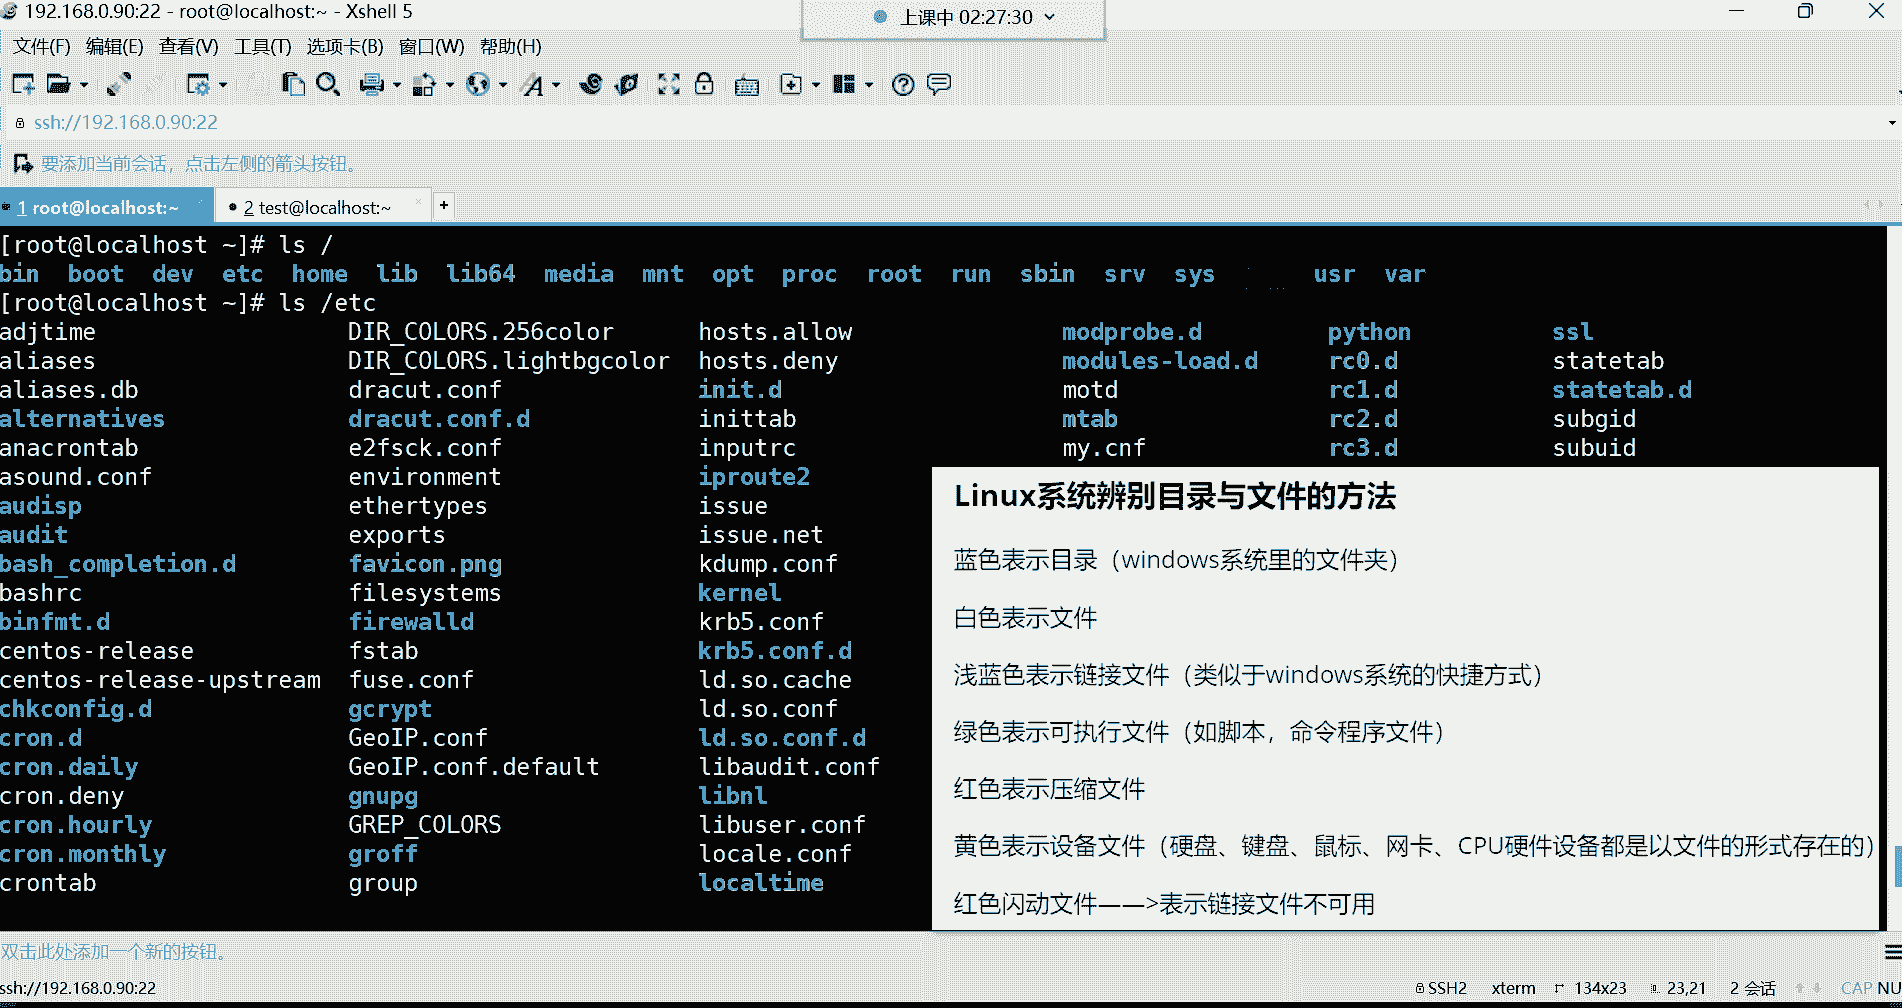 192.168.0.90:22 - root@localhost:~ - Xshell 5
上课中 02:27:30
文件(F) 编辑(E) 查看(V) 工具(T) 选项卡(B) 窗口(W) 帮助(H)
ssh://192.168.0.90:22
要添加当前会话，点击左侧的箭头按钮。
1 root@localhost:~ 2 test@localhost:~ +
[root@localhost ~]# ls /
bin boot dev etc home lib lib64 media mnt opt proc root run sbin srv sys usr var
[root@localhost ~]# ls /etc
adjtime DIR_COLORS.256color hosts.allow modprobe.d python ssl
aliases DIR_COLORS.lightbgcolor hosts.deny modules-load.d rc0.d statetab
aliases.db dracut.conf init.d motd rc1.d statetab.d
alternatives dracut.conf.d inittab mtab rc2.d subgid
anacrontab e2fsck.conf inputrc my.cnf rc3.d subuid
asound.conf environment iproute2
audisp ethertypes issue
audit exports issue.net
bash_completion.d favicon.png kdump.conf
bashrc filesystems kernel
binfmt.d firewalld krb5.conf
centos-release fstab krb5.conf.d
centos-release-upstream fuse.conf ld.so.cache
chkconfig.d gcrypt ld.so.conf
cron.d GeoIP.conf ld.so.conf.d
cron.daily GeoIP.conf.default libaudit.conf
cron.deny gnupg libnl
cron.hourly GREP_COLORS libuser.conf
cron.monthly groff locale.conf
crontab group localtime
Linux系统辨别目录与文件的方法
蓝色表示目录（windows系统里的文件夹）
白色表示文件
浅蓝色表示链接文件（类似于windows系统的快捷方式）
绿色表示可执行文件（如脚本，命令程序文件）
红色表示压缩文件
黄色表示设备文件（硬盘、键盘、鼠标、网卡、CPU硬件设备都是以文件的形式存在的）
红色闪动文件——>表示链接文件不可用
双击此处添加一个新的按钮。
ssh://192.168.0.90:22 SSH2 xterm 134x23 23,21 2 会话 CAP NU